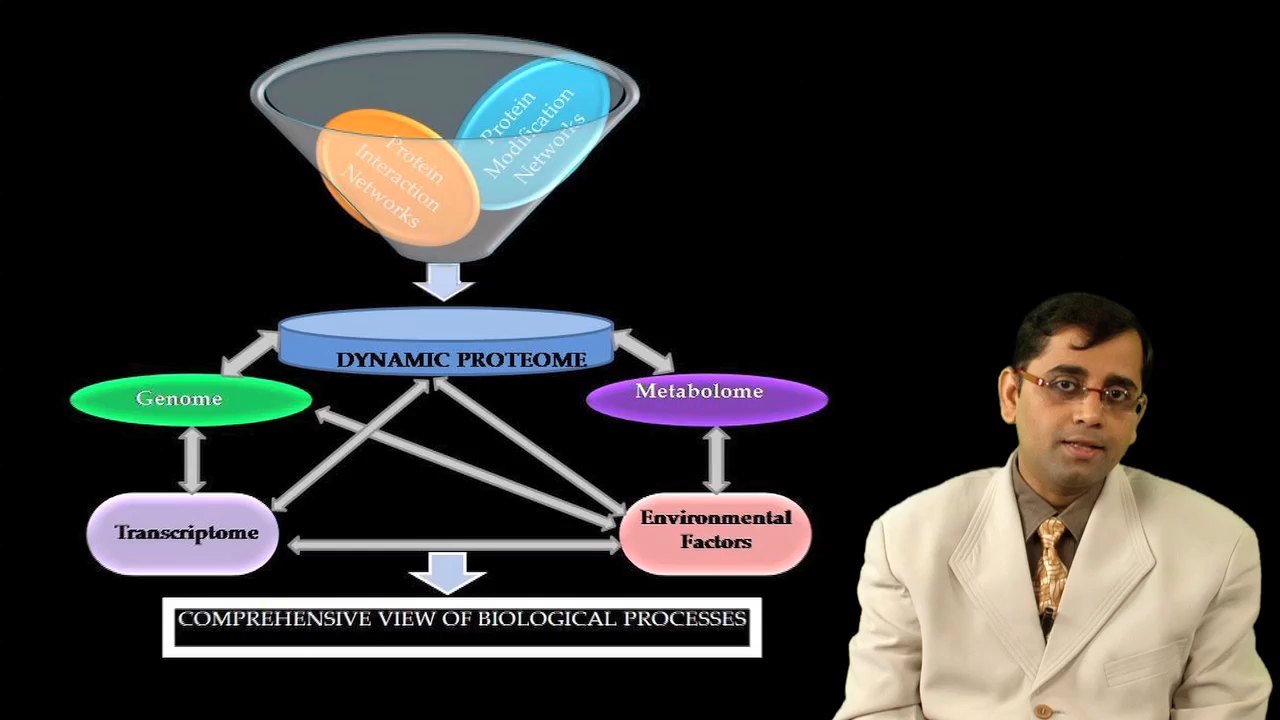 Protein
Modification
Networks
Protein
Interaction
Networks
DYNAMIC PROTEOME
Genome
Metabolome
Transcriptome
Environmental
Factors
COMPREHENSIVE VIEW OF BIOLOGICAL PROCESSES